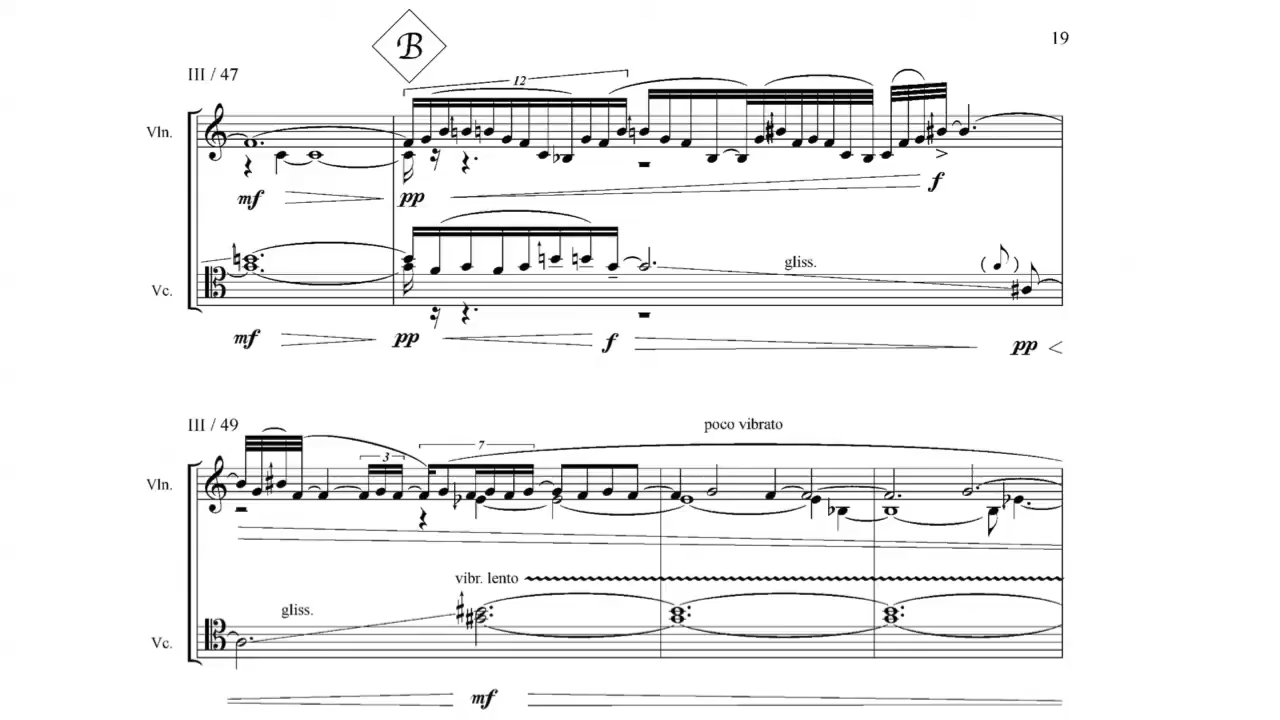 19
B
III / 47
12
Vln.
mf pp f
gliss.
( )
Vc.
mf pp f pp
III / 49
poco vibrato
7
3
Vln.
vibr. lento
gliss.
Vc.
mf